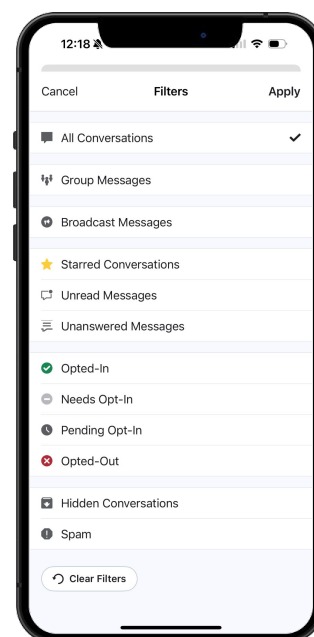 12:18
Cancel Filters Apply
All Conversations
Group Messages
Broadcast Messages
Starred Conversations
Unread Messages
Unanswered Messages
Opted-In
Needs Opt-In
Pending Opt-In
Opted-Out
Hidden Conversations
Spam
Clear Filters